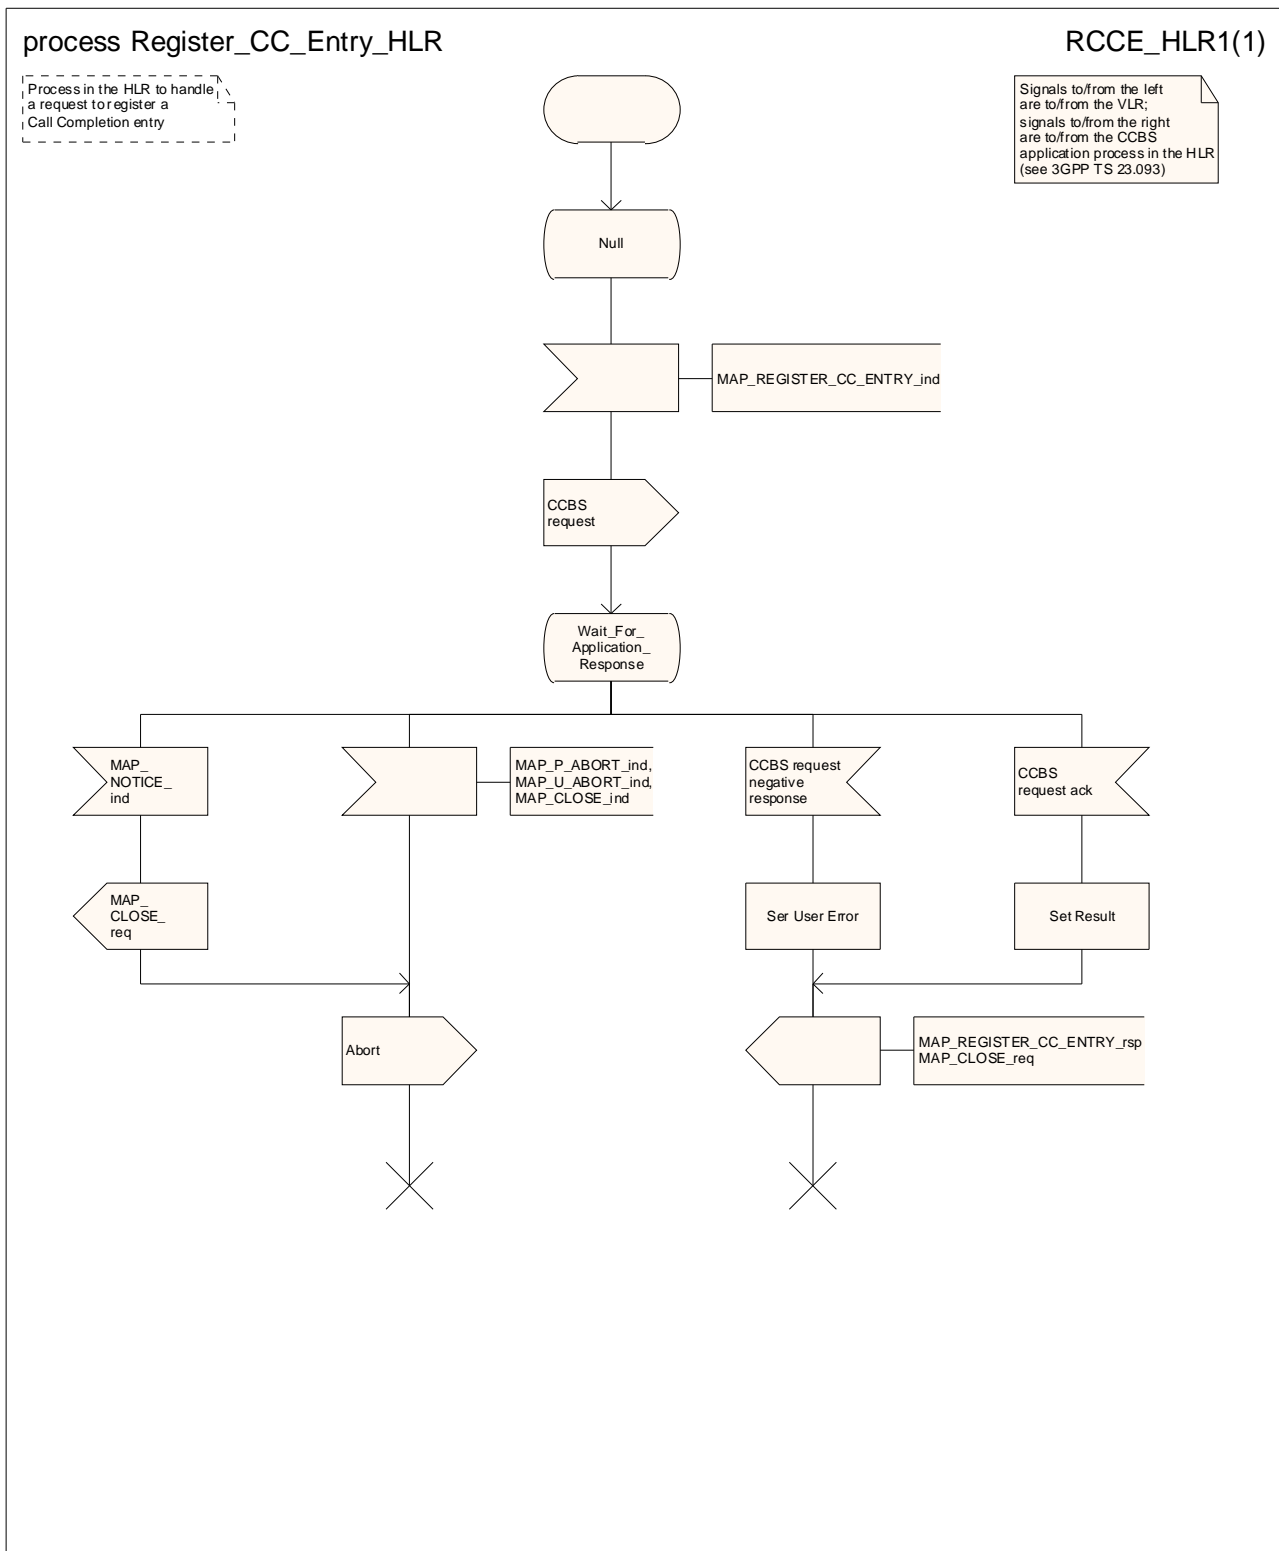 process Register_CC_Entry_HLR
RCCE_HLR1(1)
Process in the HLR to handle
a request to register a
Call Completion entry
Signals to/from the left
are to/from the VLR;
signals to/from the right
are to/from the CCBS
application process in the HLR
(see 3GPP TS 23.093)
Null
MAP_REGISTER_CC_ENTRY_ind
CCBS
request
Wait_For_
Application_
Response
MAP_
NOTICE_
ind
MAP_P_ABORT_ind,
MAP_U_ABORT_ind,
MAP_CLOSE_ind
CCBS request
negative
response
CCBS
request ack
MAP_
CLOSE_
req
Ser User Error
Set Result
Abort
MAP_REGISTER_CC_ENTRY_rsp
MAP_CLOSE_req